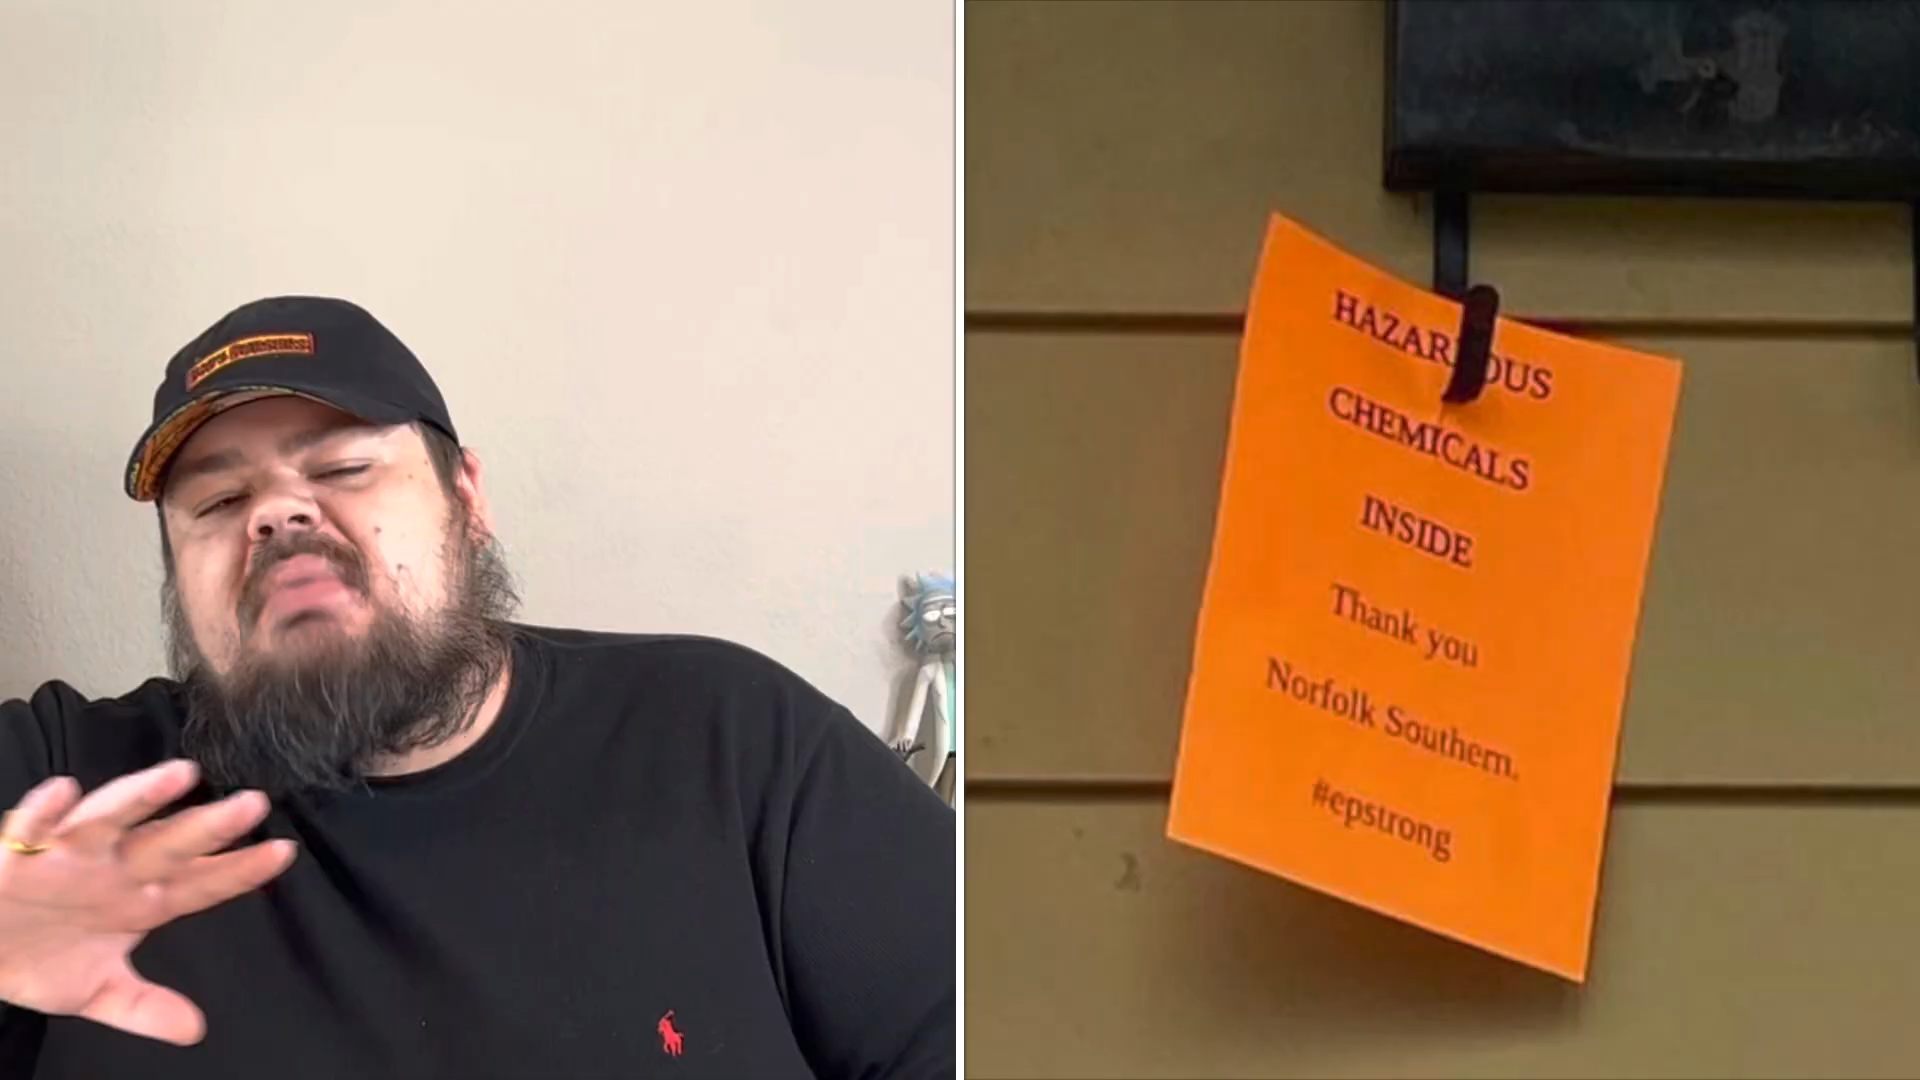 HAZARDOUS
CHEMICALS
INSIDE
Thank you
Norfolk Southern.
#epstrong